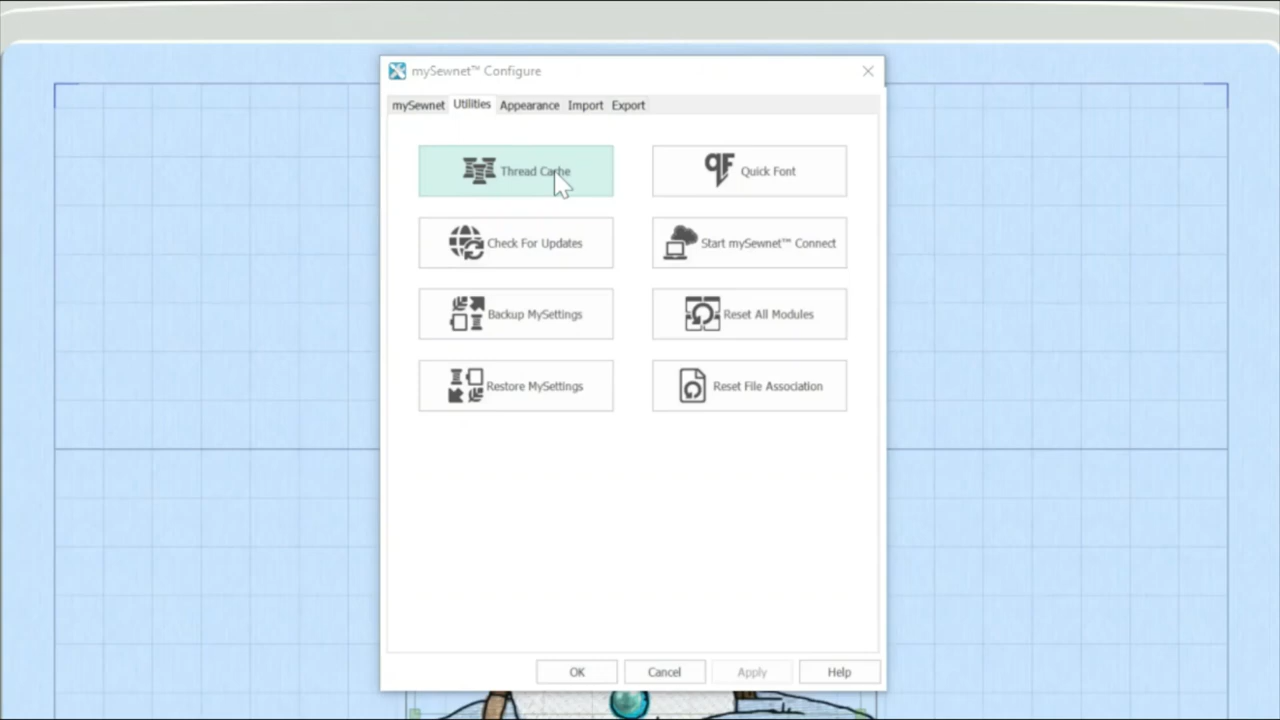 mySewnet™ Configure
mySewnet Utilities Appearance Import Export
Thread Cache
Quick Font
Check For Updates
Start mySewnet™ Connect
Backup MySettings
Reset All Modules
Restore MySettings
Reset File Association
OK Cancel Apply Help